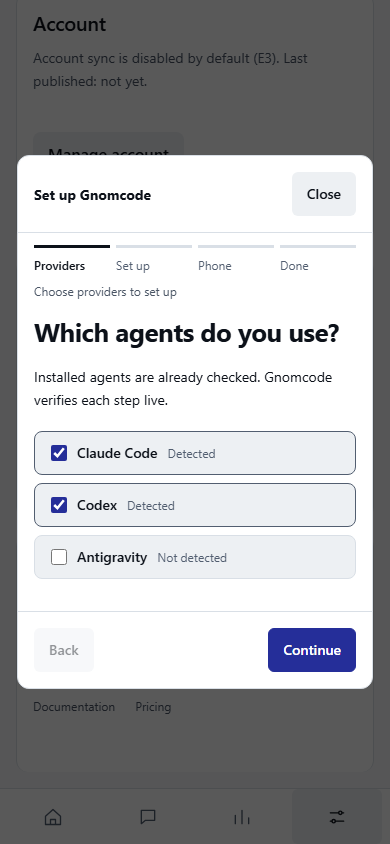 Account
Account sync is disabled by default (E3). Last
published: not yet.
Manage account
Set up Gnomcode
Close
Providers
Set up
Phone
Done
Choose providers to set up
Which agents do you use?
Installed agents are already checked. Gnomcode
verifies each step live.
Claude Code Detected
Codex Detected
Antigravity Not detected
Back
Continue
Documentation
Pricing